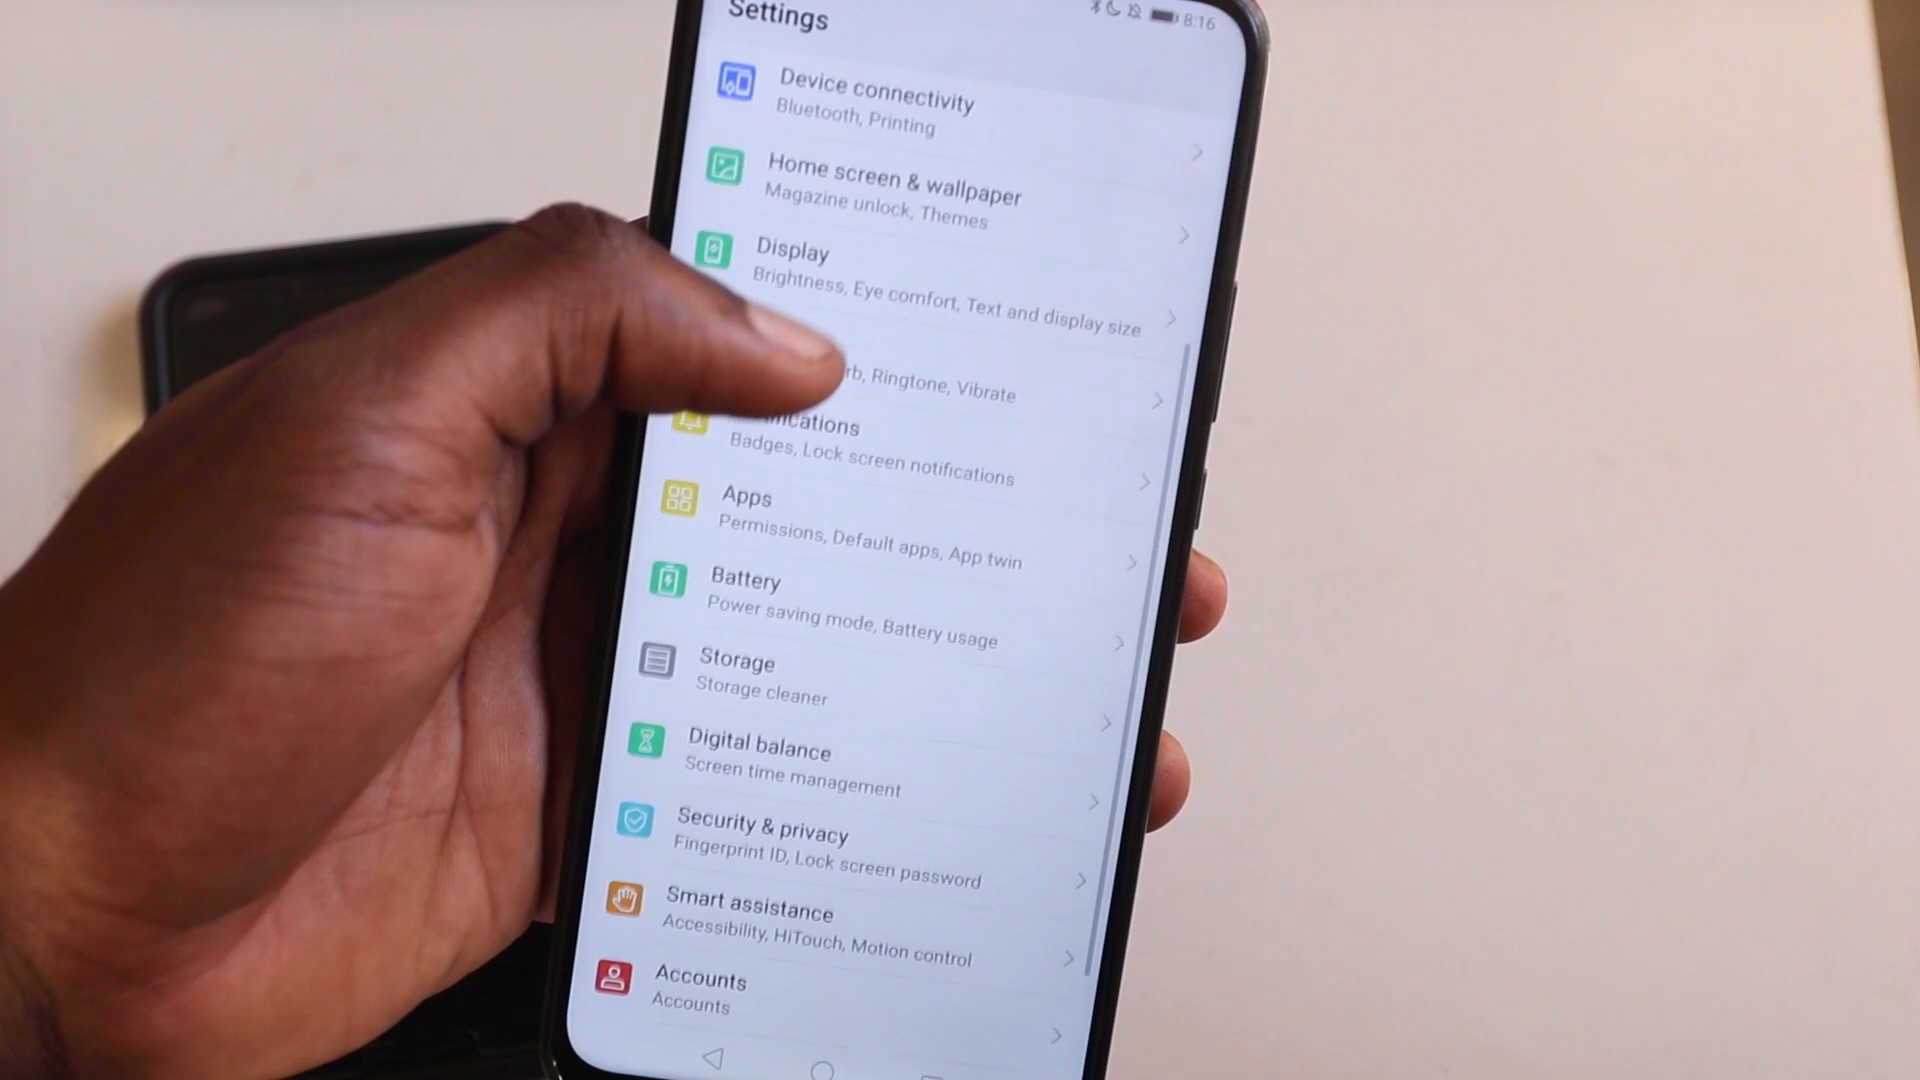 Settings
8:16
Device connectivity
Bluetooth, Printing
Home screen & wallpaper
Magazine unlock, Themes
Display
Brightness, Eye comfort, Text and display size
Ringtone, Vibrate
Badges, Lock screen notifications
Apps
Permissions, Default apps, App twin
Battery
Power saving mode, Battery usage
Storage
Storage cleaner
Digital balance
Screen time management
Security & privacy
Fingerprint ID, Lock screen password
Smart assistance
Accessibility, HiTouch, Motion control
Accounts
Accounts